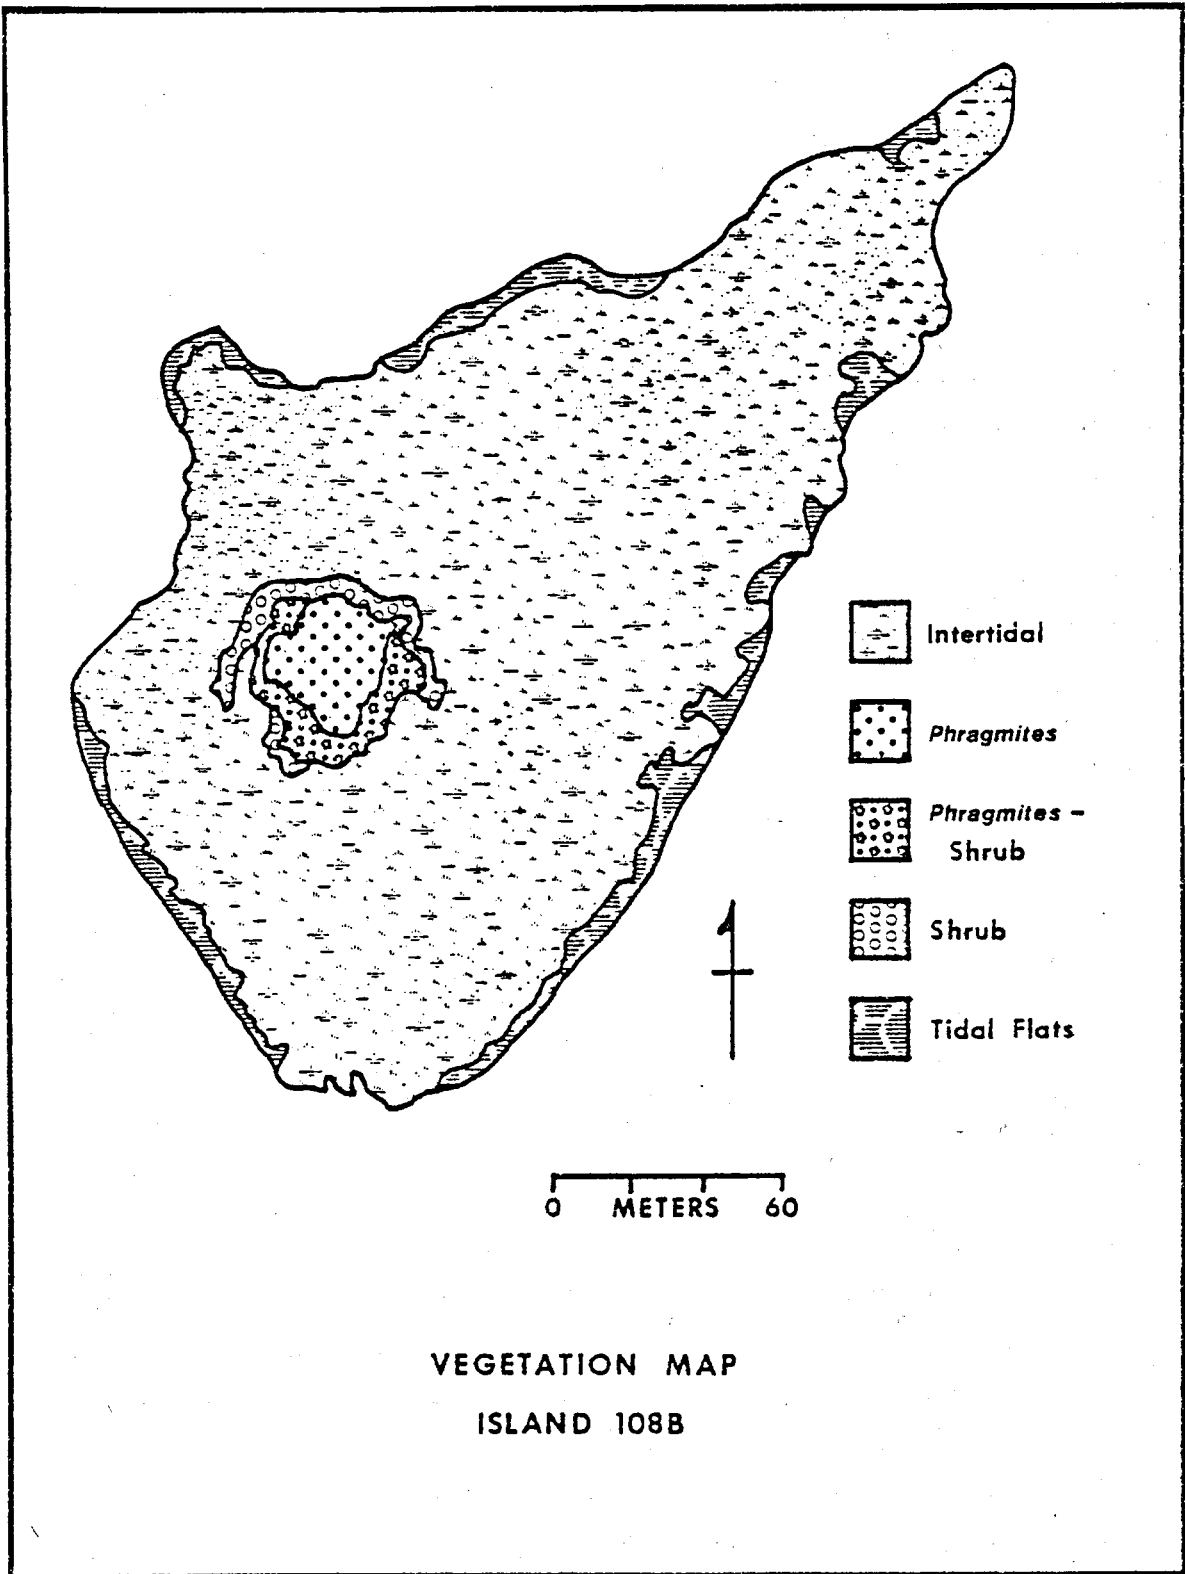 Intertidal
Phragmites
Phragmites –
Shrub
Shrub
Tidal Flats
0 METERS 60
VEGETATION MAP
ISLAND 108B